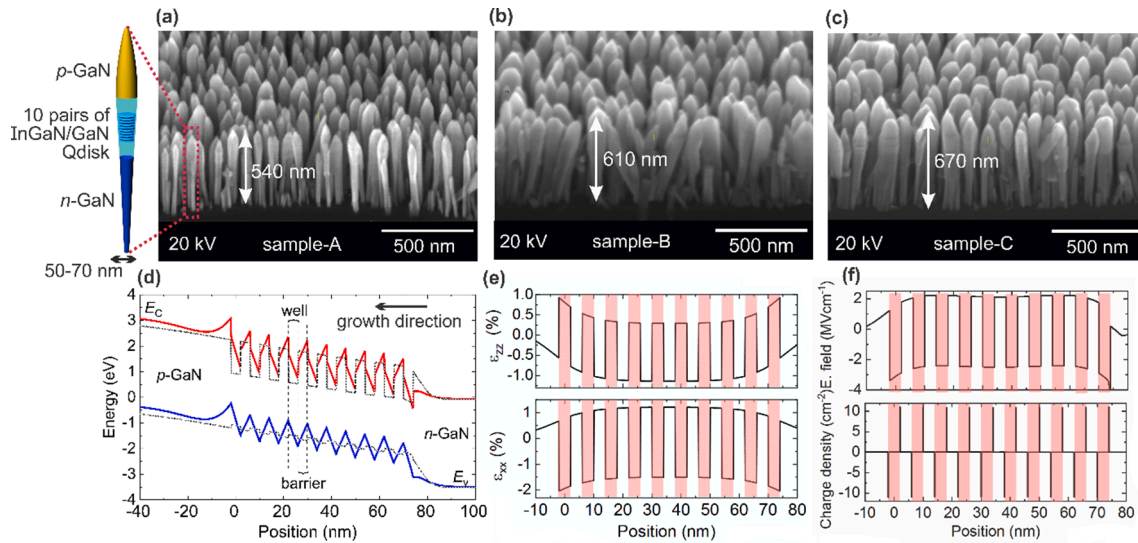 (a)
(b)
(c)
p-GaN
10 pairs of
InGaN/GaN
Qdisk
n-GaN
50-70 nm
540 nm
20 kV
sample-A
500 nm
610 nm
20 kV
sample-B
500 nm
670 nm
20 kV
sample-C
500 nm
(d)
4
3
2
1
0
-1
-2
-3
-4
Energy (eV)
E_C
well
growth direction
p-GaN
n-GaN
E_v
barrier
-40 -20 0 20 40 60 80 100
Position (nm)
(e)
1.0
0.5
0.0
-0.5
-1.0
ε_zz (%)
2
1
0
-1
-2
ε_xx (%)
-10 0 10 20 30 40 50 60 70 80
Position (nm)
(f)
2
0
-2
-4
E. field (MVcm⁻¹)
10
5
0
-5
-10
Charge density (cm⁻²)
-10 0 10 20 30 40 50 60 70 80
Position (nm)